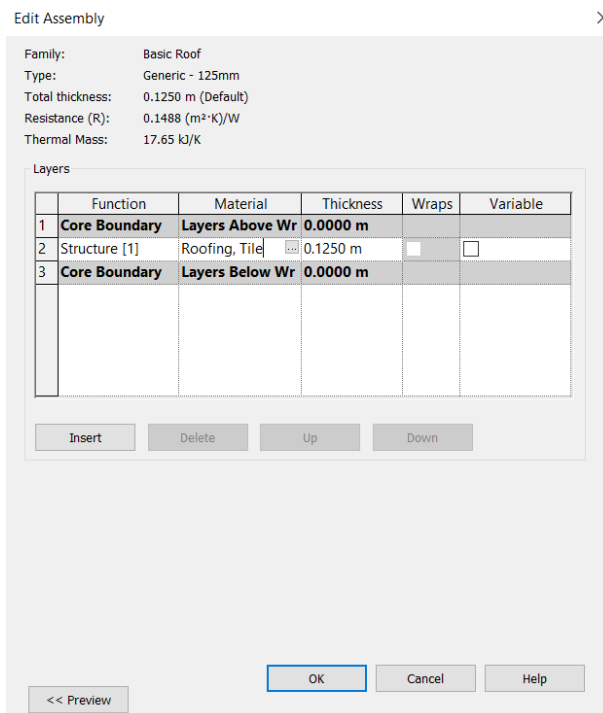 Edit Assembly
Family: Basic Roof
Type: Generic - 125mm
Total thickness: 0.1250 m (Default)
Resistance (R): 0.1488 (m²·K)/W
Thermal Mass: 17.65 kJ/K
Layers
Function Material Thickness Wraps Variable
1 Core Boundary Layers Above Wr 0.0000 m
2 Structure [1] Roofing, Tile ... 0.1250 m
3 Core Boundary Layers Below Wr 0.0000 m
Insert Delete Up Down
OK Cancel Help
<< Preview